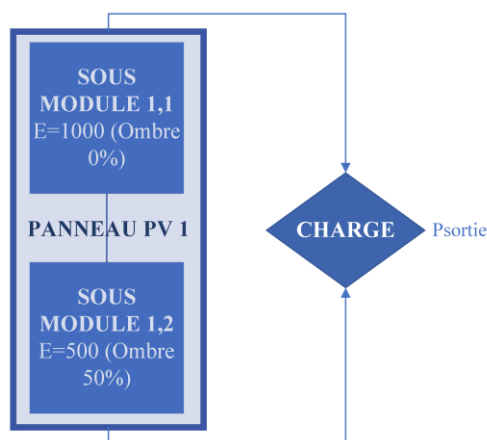 SOUS
MODULE 1,1
E=1000 (Ombre
0%)
PANNEAU PV 1
SOUS
MODULE 1,2
E=500 (Ombre
50%)
CHARGE
Psortie